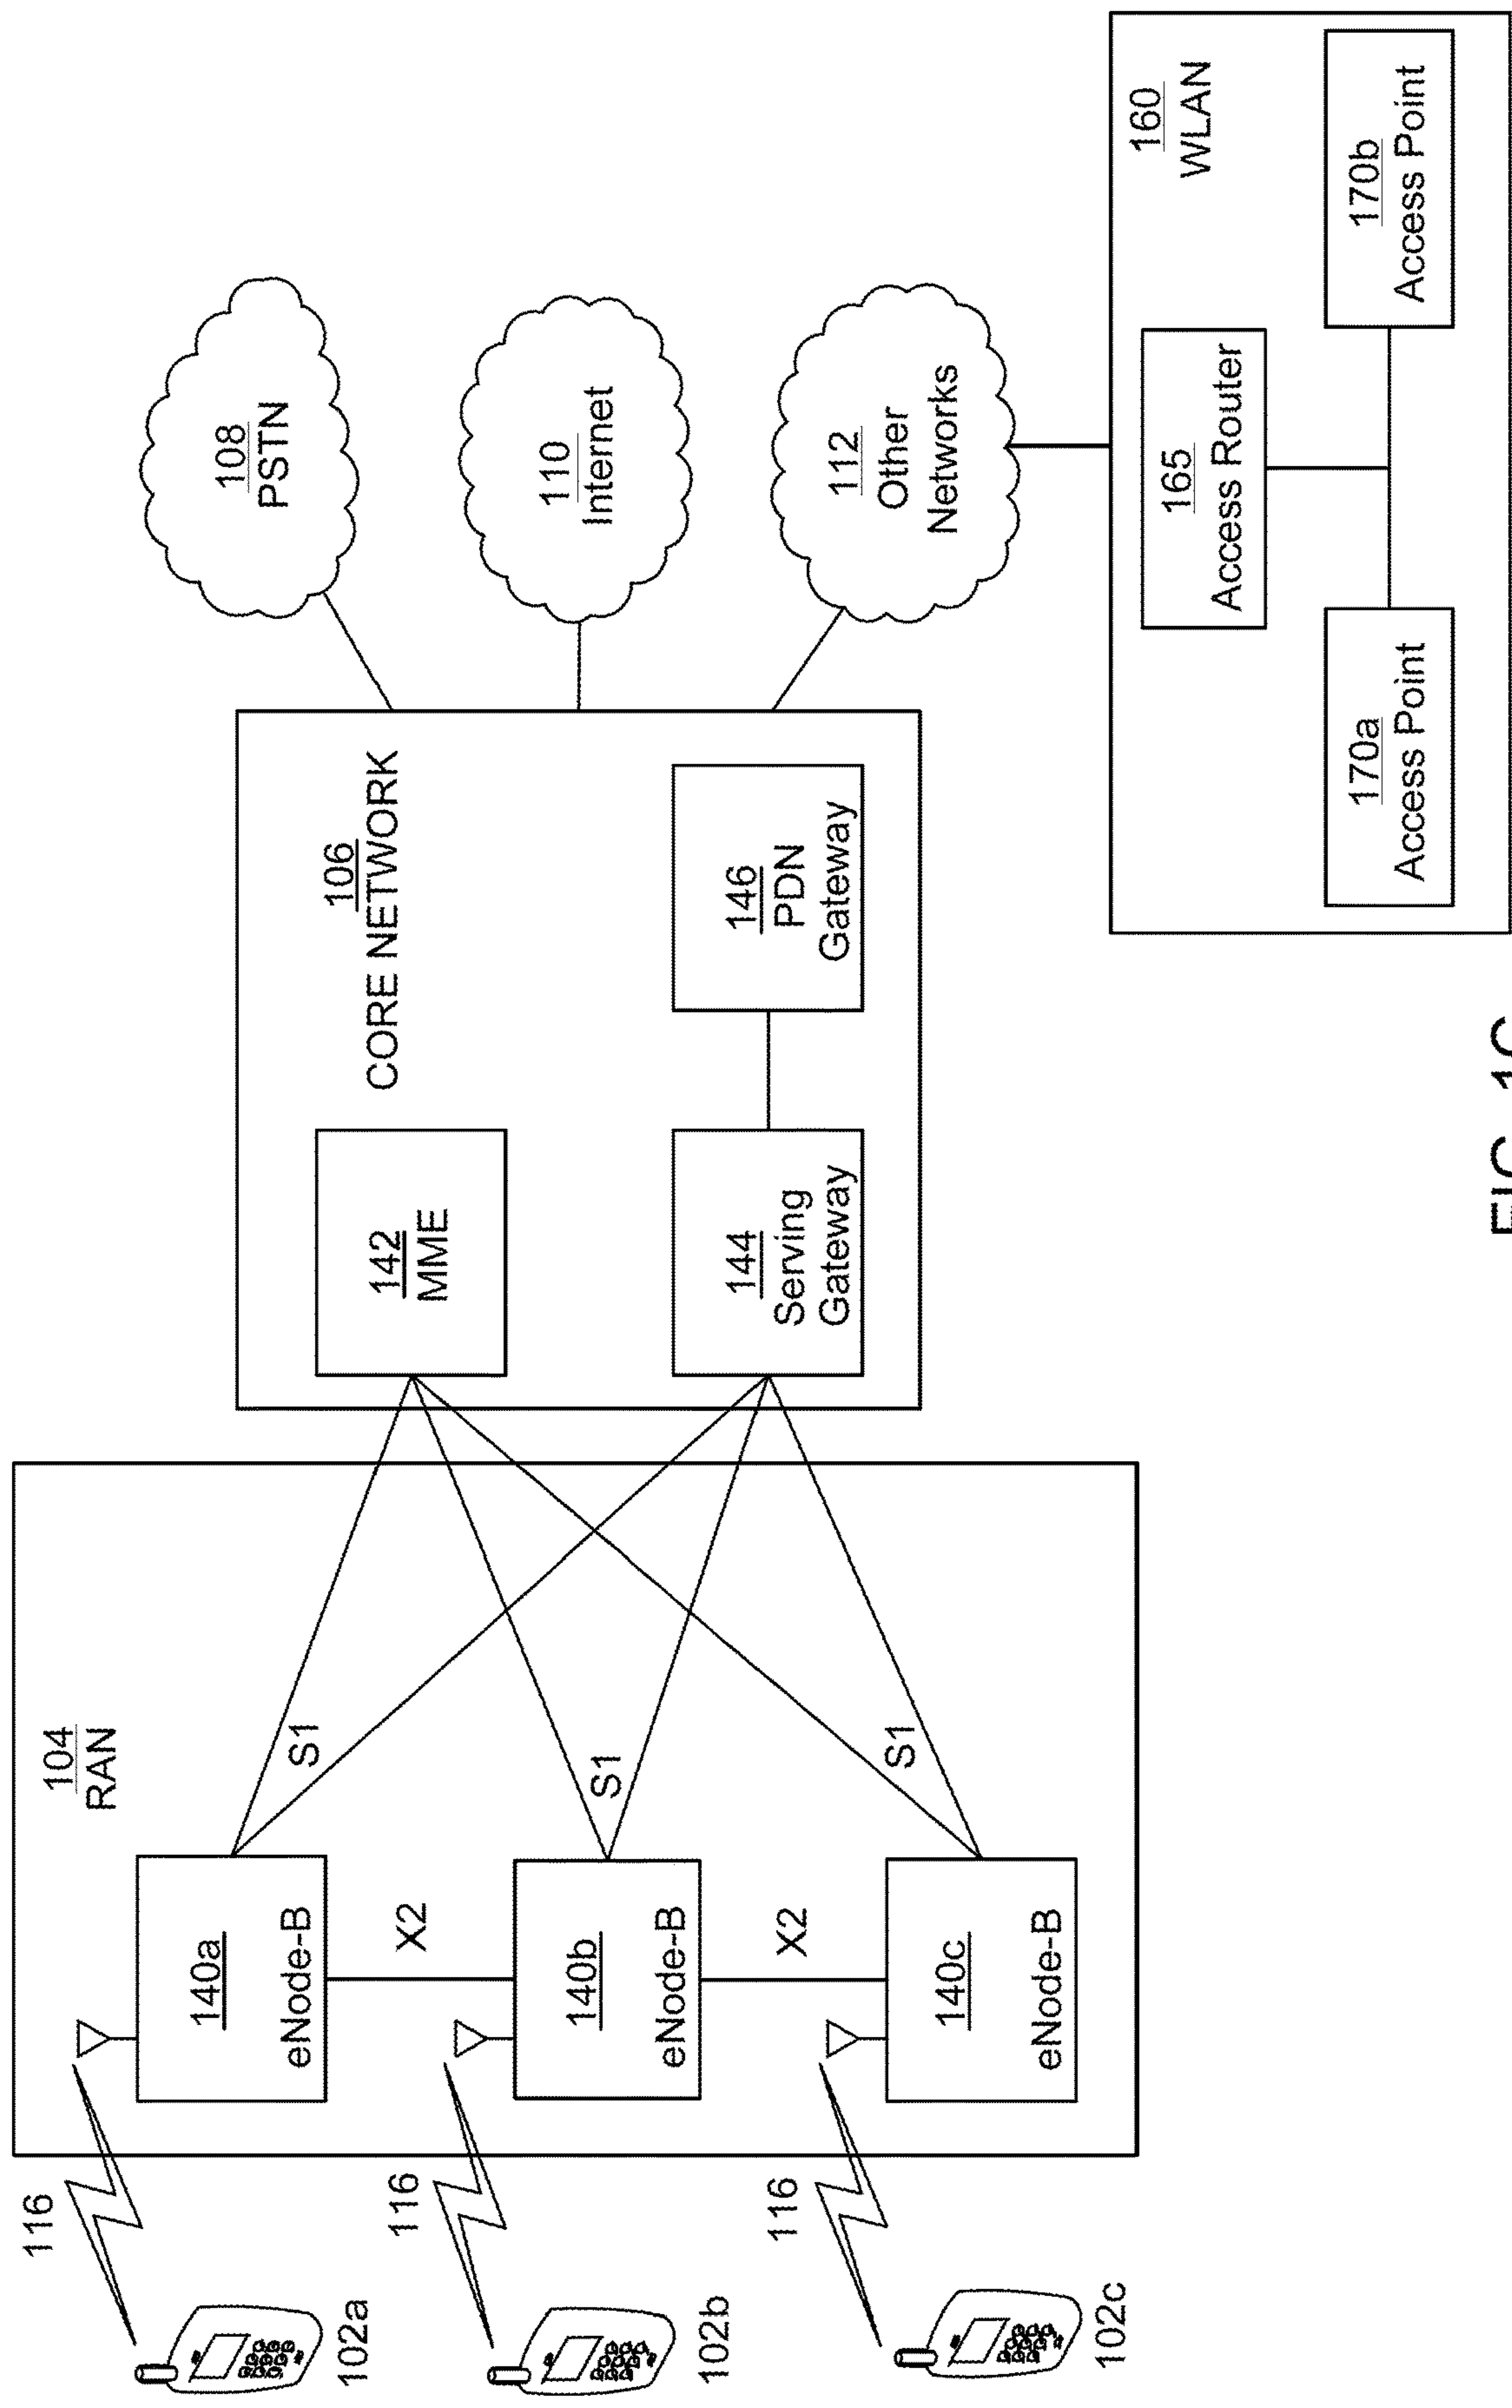 116
102a
116
102b
116
102c
104
RAN
140a
eNode-B
X2
140b
eNode-B
X2
140c
eNode-B
S1
S1
S1
106
CORE NETWORK
142
MME
144
Serving
Gateway
146
PDN
Gateway
108
PSTN
110
Internet
112
Other
Networks
160
WLAN
165
Access Router
170a
Access Point
170b
Access Point
FIG. 1C